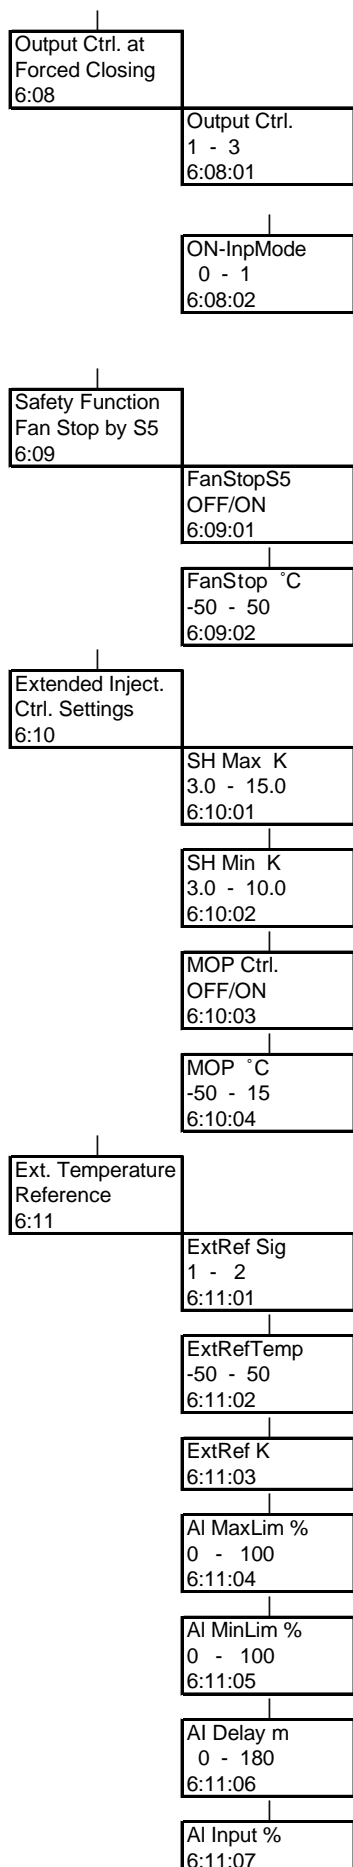 Output Ctrl. at
Forced Closing
6:08
Output Ctrl.
1 - 3
6:08:01
ON-InpMode
0 - 1
6:08:02
Safety Function
Fan Stop by S5
6:09
FanStopS5
OFF/ON
6:09:01
FanStop °C
-50 - 50
6:09:02
Extended Inject.
Ctrl. Settings
6:10
SH Max K
3.0 - 15.0
6:10:01
SH Min K
3.0 - 10.0
6:10:02
MOP Ctrl.
OFF/ON
6:10:03
MOP °C
-50 - 15
6:10:04
Ext. Temperature
Reference
6:11
ExtRef Sig
1 - 2
6:11:01
ExtRefTemp
-50 - 50
6:11:02
ExtRef K
6:11:03
Al MaxLim %
0 - 100
6:11:04
Al MinLim %
0 - 100
6:11:05
Al Delay m
0 - 180
6:11:06
Al Input %
6:11:07